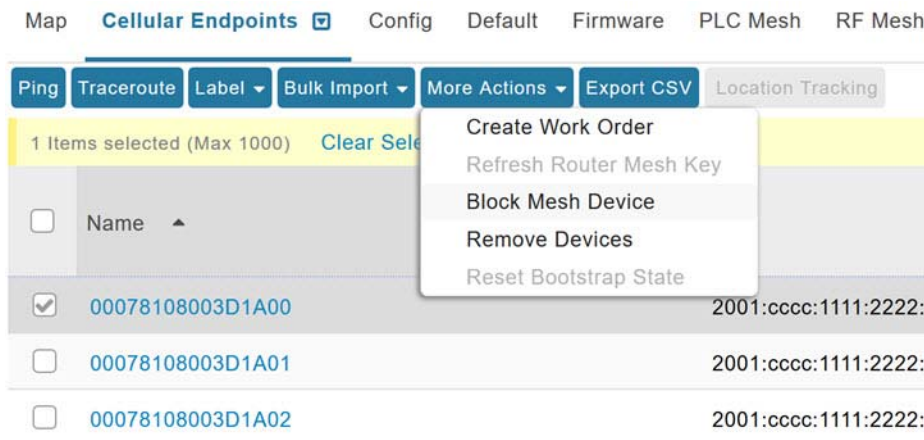 Map Cellular Endpoints Config Default Firmware PLC Mesh RF Mesh
Ping Traceroute Label Bulk Import More Actions Export CSV Location Tracking
1 Items selected (Max 1000) Clear Sele
Create Work Order
Refresh Router Mesh Key
Block Mesh Device
Remove Devices
Reset Bootstrap State
Name
00078108003D1A00 2001:cccc:1111:2222:
00078108003D1A01 2001:cccc:1111:2222:
00078108003D1A02 2001:cccc:1111:2222: